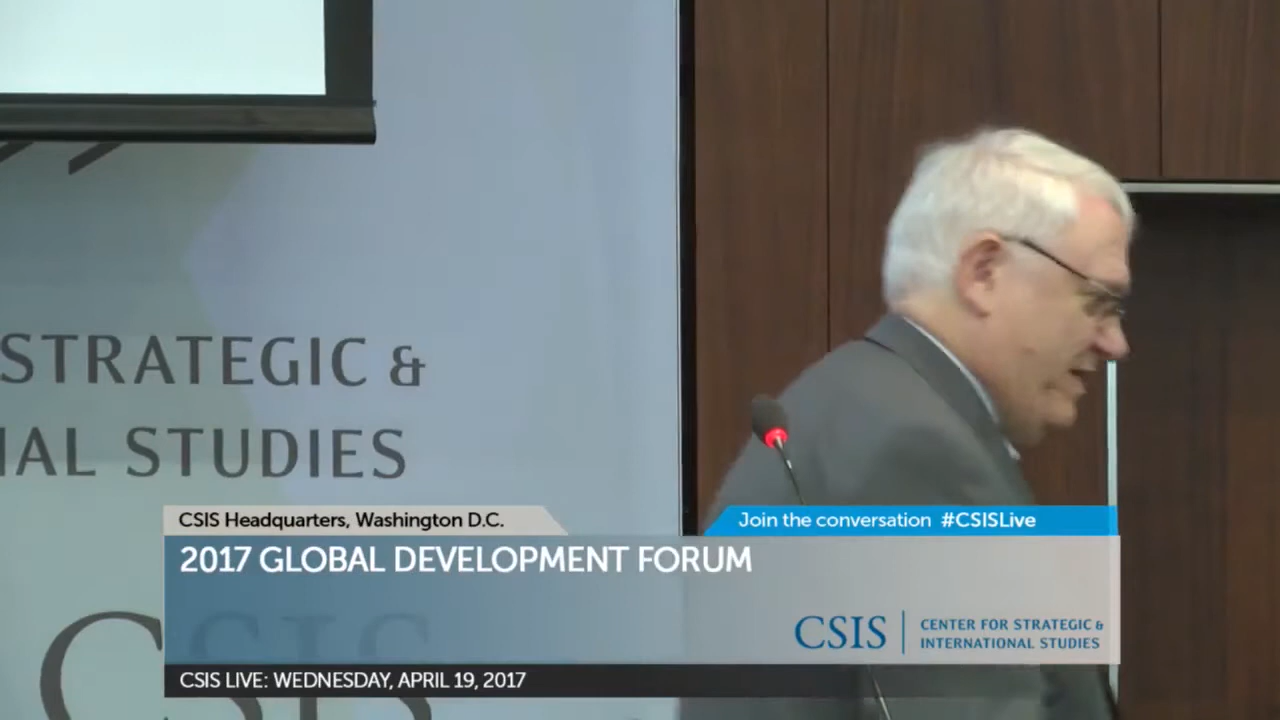 STRATEGIC &
IAL STUDIES
CSIS Headquarters, Washington D.C.
Join the conversation #CSISLive
2017 GLOBAL DEVELOPMENT FORUM
CSIS
CSIS
CENTER FOR STRATEGIC &
INTERNATIONAL STUDIES
CSIS LIVE: WEDNESDAY, APRIL 19, 2017